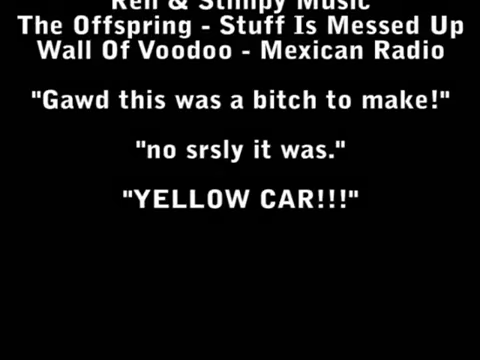 Ren & Stimpy Music
The Offspring - Stuff Is Messed Up
Wall Of Voodoo - Mexican Radio
"Gawd this was a bitch to make!"
"no srsly it was."
"YELLOW CAR!!!"